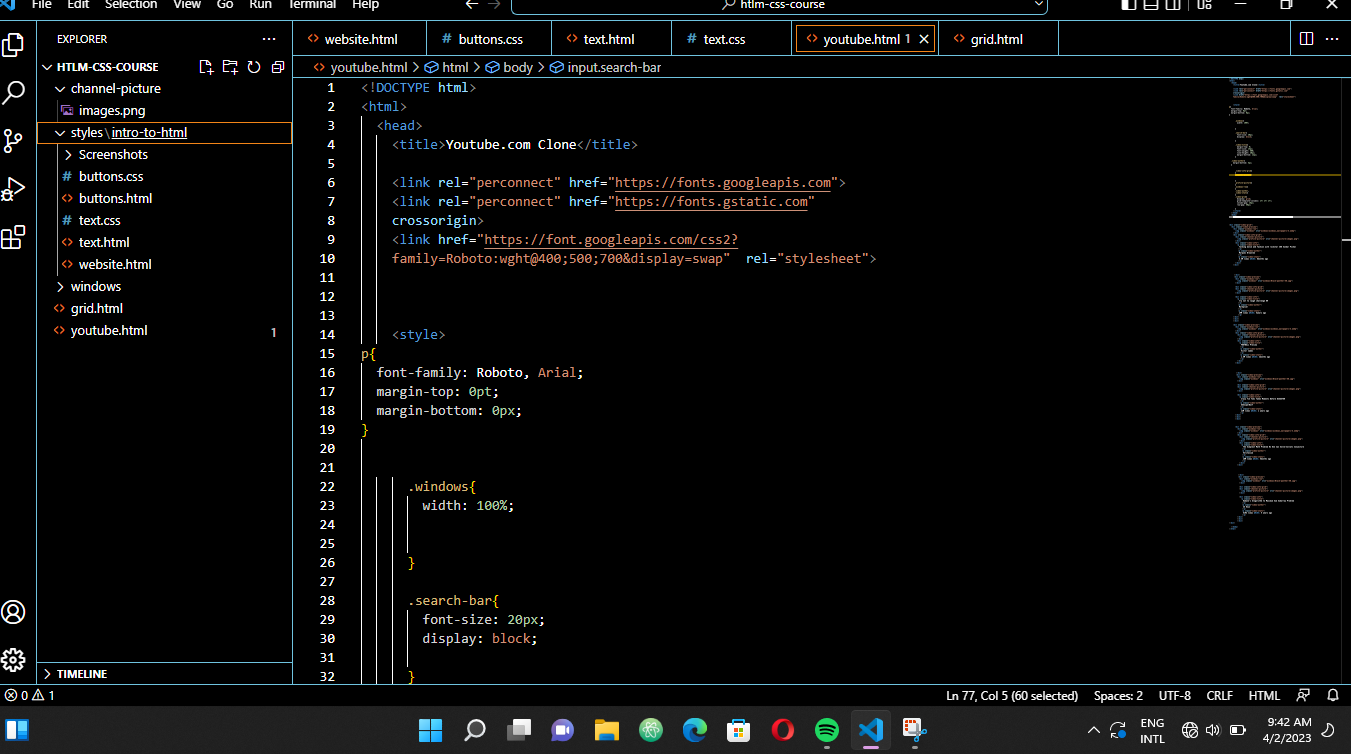 File Edit Selection View Go Run Terminal Help
htlm-css-course
EXPLORER
website.html
buttons.css
text.html
text.css
youtube.html 1
grid.html
HTLM-CSS-COURSE
youtube.html > html > body > input.search-bar
channel-picture
images.png
styles\intro-to-html
Screenshots
buttons.css
buttons.html
text.css
text.html
website.html
windows
grid.html
youtube.html 1
TIMELINE
1 <!DOCTYPE html>
2 <html>
3 <head>
4 <title>Youtube.com Clone</title>
5
6 <link rel="perconnect" href="https://fonts.googleapis.com">
7 <link rel="perconnect" href="https://fonts.gstatic.com"
8 crossorigin>
9 <link href="https://font.googleapis.com/css2?
10 family=Roboto:wght@400;500;700&display=swap" rel="stylesheet">
11
12
13
14 <style>
15 p{
16 font-family: Roboto, Arial;
17 margin-top: 0pt;
18 margin-bottom: 0px;
19 }
20
21
22 .windows{
23 width: 100%;
24
25
26 }
27
28 .search-bar{
29 font-size: 20px;
30 display: block;
31
32 }
0 1
Ln 77, Col 5 (60 selected) Spaces: 2 UTF-8 CRLF HTML
ENG
INTL
9:42 AM
4/2/2023